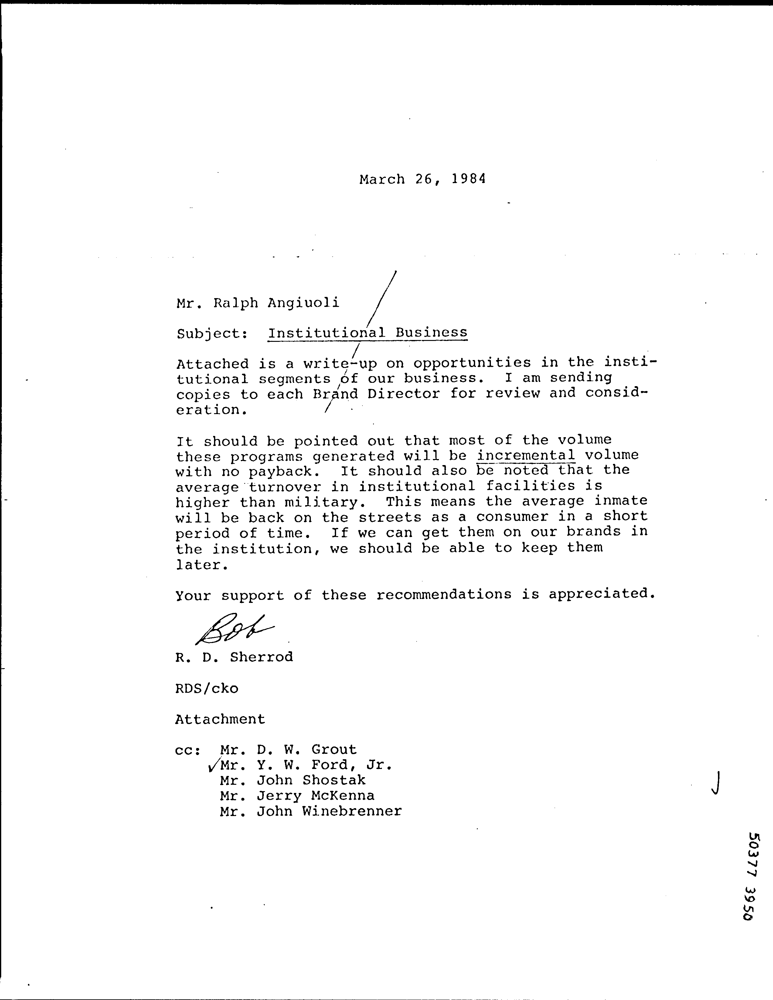 March 26, 1984
Mr. Ralph Angiuoli
Subject: Institutional Business
Attached is a write-up on opportunities in the insti-
tutional segments of our business. I am sending
copies to each Brand Director for review and consid-
eration.
It should be pointed out that most of the volume
these programs generated will be incremental volume
with no payback. It should also be noted that the
average turnover in institutional facilities is
higher than military. This means the average inmate
will be back on the streets as a consumer in a short
period of time. If we can get them on our brands in
the institution, we should be able to keep them
later.
Your support of these recommendations is appreciated.
Bob
R. D. Sherrod
RDS/cko
Attachment
cc: Mr. D. W. Grout
✓Mr. Y. W. Ford, Jr.
Mr. John Shostak
Mr. Jerry McKenna
Mr. John Winebrenner
50377 3950